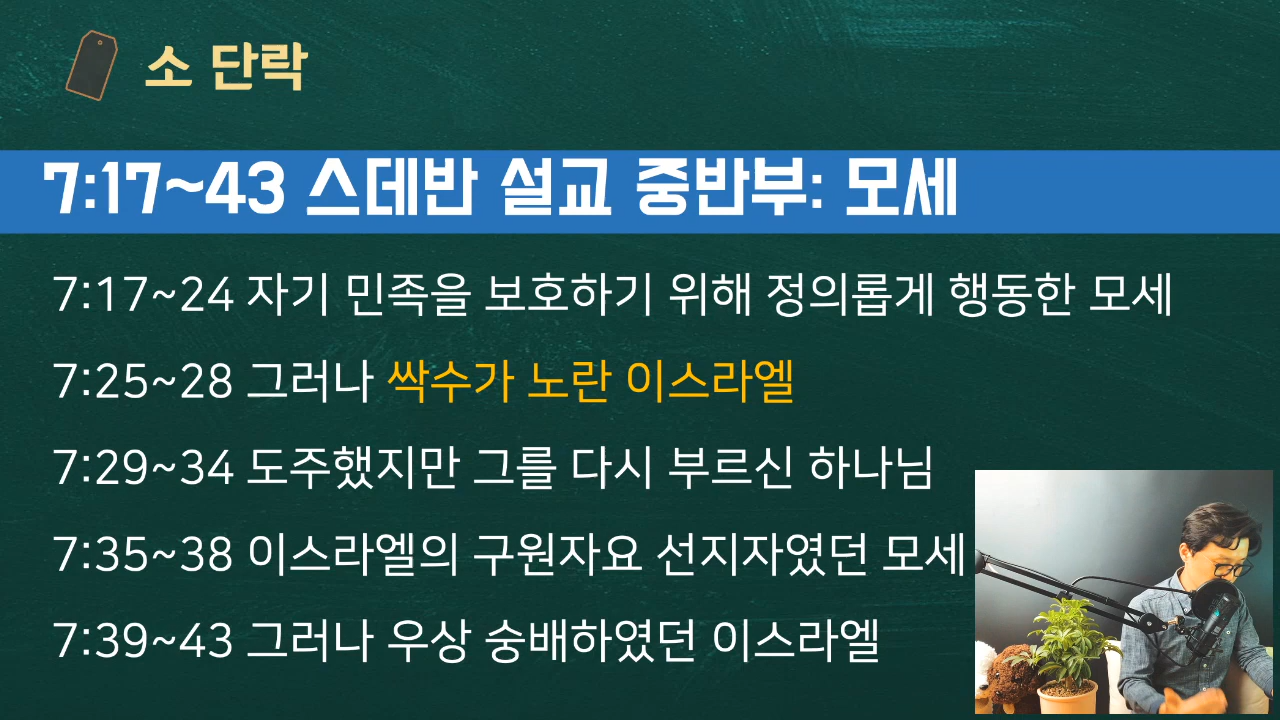 소 단락
7:17~43 스데반 설교 중반부: 모세
7:17~24 자기 민족을 보호하기 위해 정의롭게 행동한 모세
7:25~28 그러나 싹수가 노란 이스라엘
7:29~34 도주했지만 그를 다시 부르신 하나님
7:35~38 이스라엘의 구원자요 선지자였던 모세
7:39~43 그러나 우상 숭배하였던 이스라엘